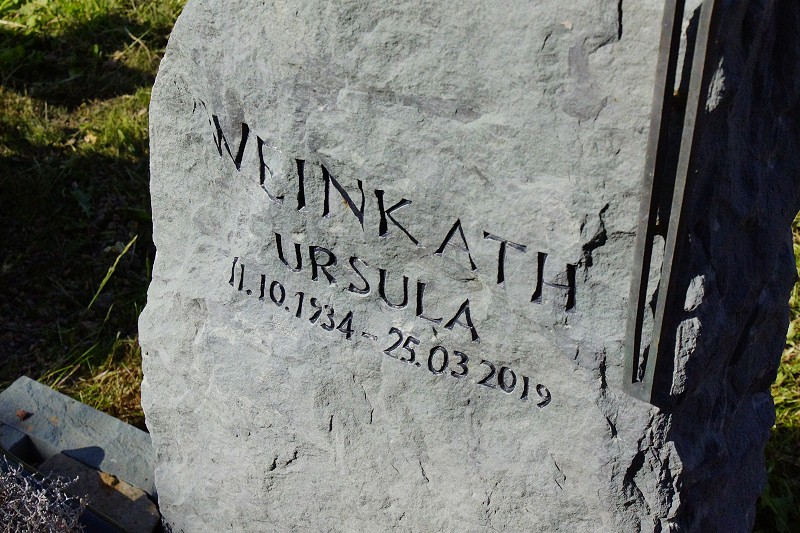 WEINKATH
URSULA
11.10.1934 – 25.03.2019